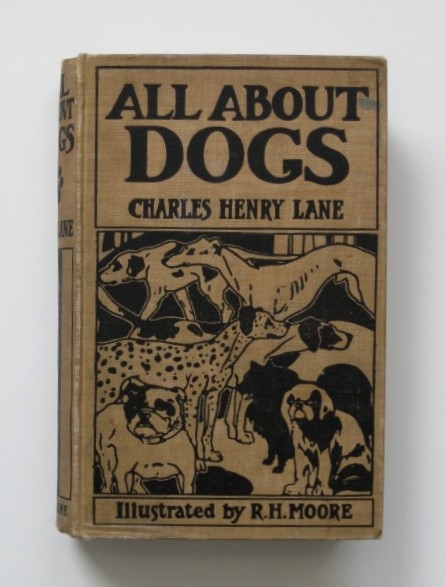 ALL ABOUT
DOGS
CHARLES HENRY LANE
Illustrated by R.H. MOORE